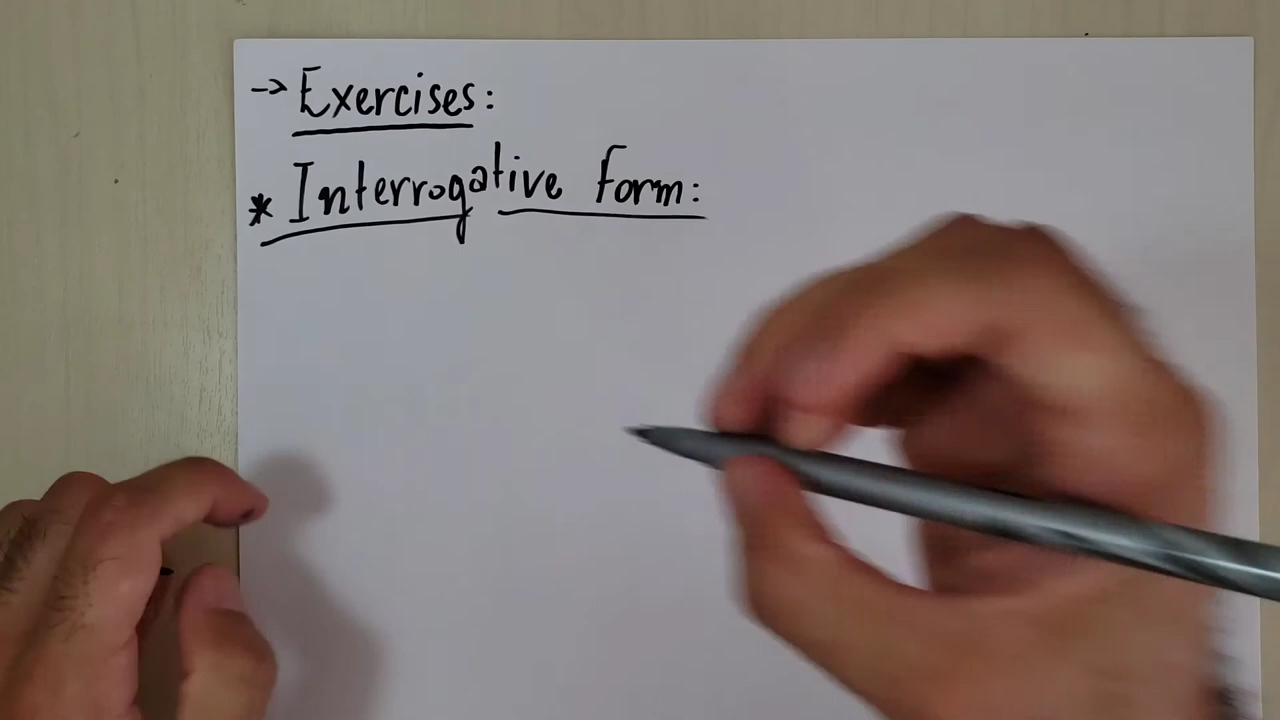 → Exercises:
* Interrogative form: